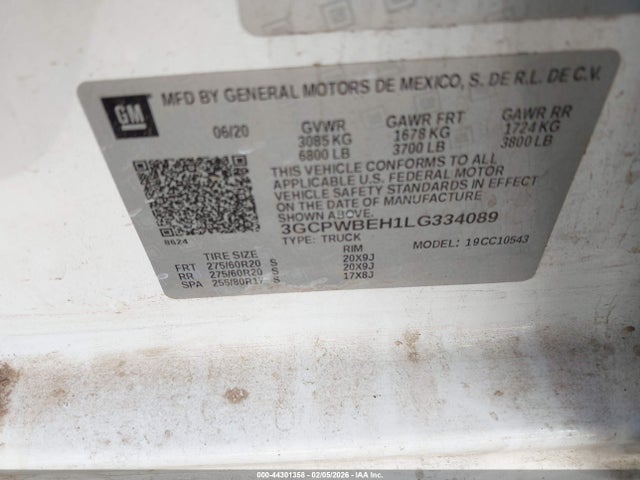 GM
MFD BY GENERAL MOTORS DE MEXICO, S. DE R.L. DE C.V.
06/20 GVWR GAWR FRT GAWR RR
3085 KG 1678 KG 1724 KG
6800 LB 3700 LB 3800 LB
THIS VEHICLE CONFORMS TO ALL
APPLICABLE U.S. FEDERAL MOTOR
VEHICLE SAFETY STANDARDS IN EFFECT
ON THE DATE OF MANUFACTURE
SHOWN ABOVE
3GCPWBEH1LG334089
8624
TYPE: TRUCK MODEL: 19CC10543
TIRE SIZE RIM
FRT 275/60R20 S 20X9J
RR 275/60R20 S 20X9J
SPA 255/80R17 S 17X8J
000-44301358 - 02/05/2026 - IAA, Inc.